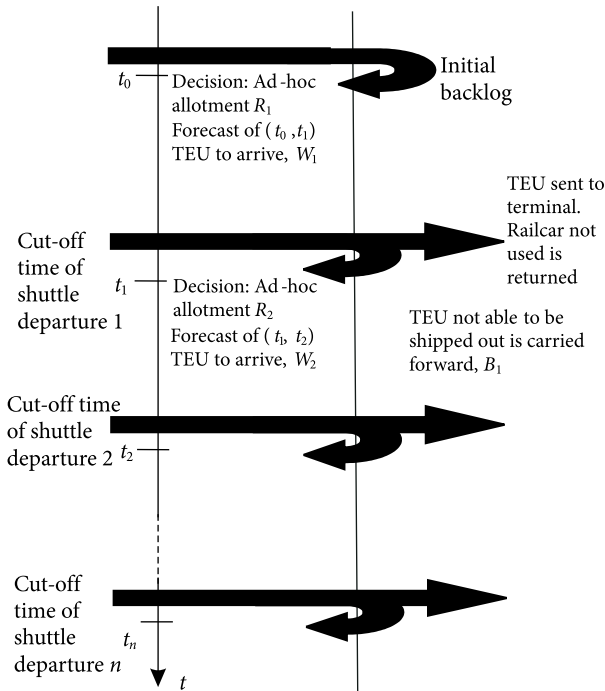 Initial
backlog
t0
Decision: Ad-hoc
allotment R1
Forecast of (t0, t1)
TEU to arrive, W1
TEU sent to
terminal.
Railcar not
used is
returned
Cut-off
time of
shuttle
departure 1
t1
Decision: Ad-hoc
allotment R2
Forecast of (t1, t2)
TEU to arrive, W2
TEU not able to be
shipped out is carried
forward, B1
Cut-off time
of shuttle
departure 2
t2
Cut-off
time of
shuttle
departure n
tn
t